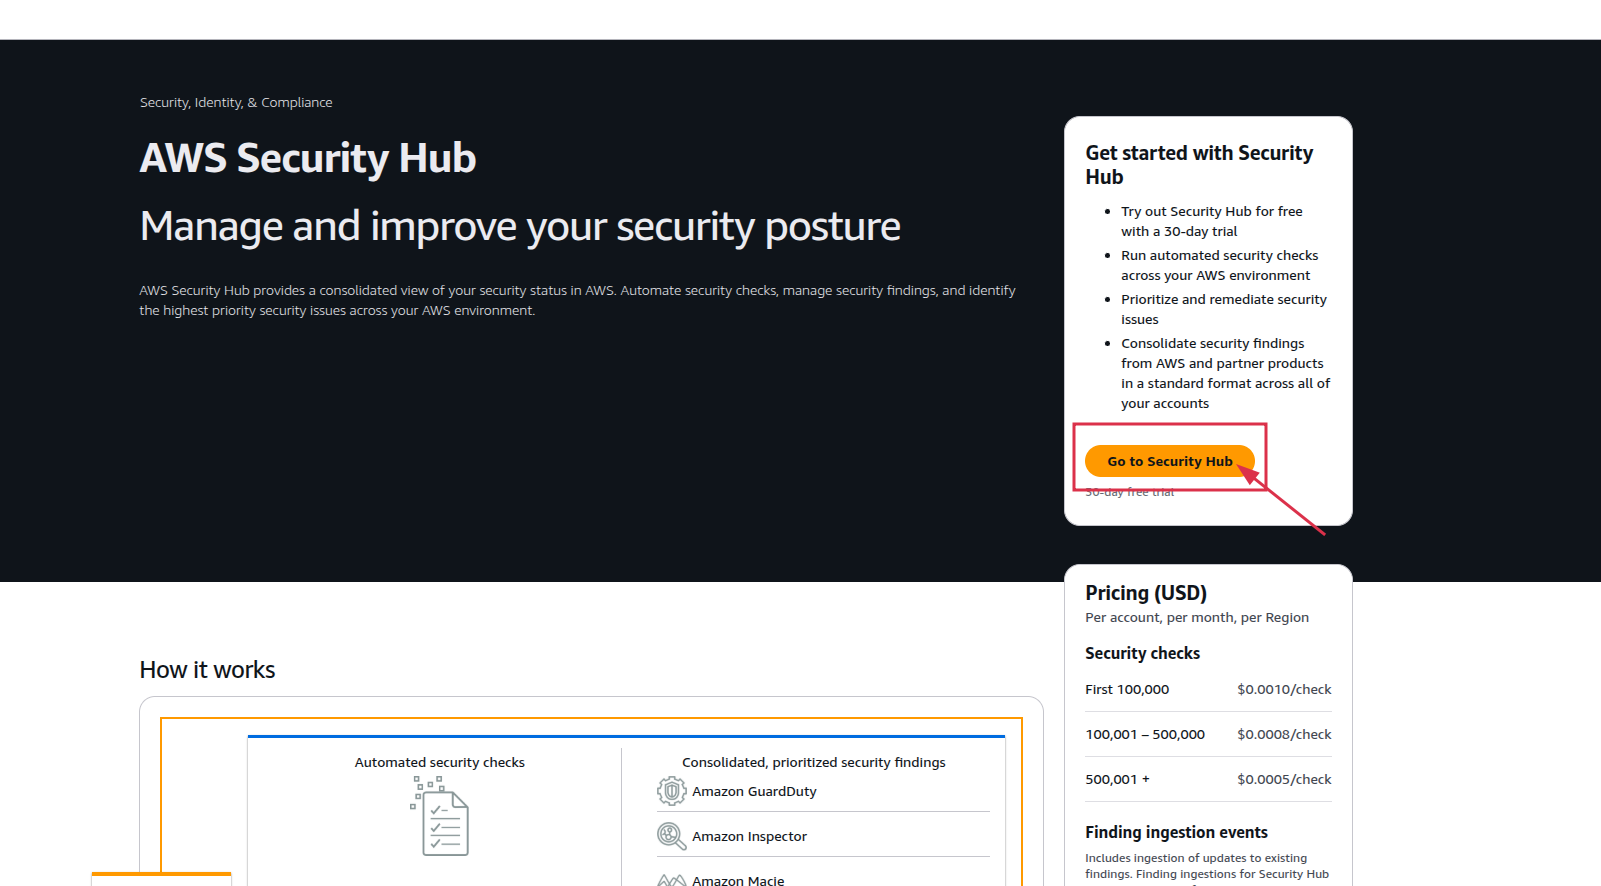 Security, Identity, & Compliance
AWS Security Hub
Manage and improve your security posture
AWS Security Hub provides a consolidated view of your security status in AWS. Automate security checks, manage security findings, and identify
the highest priority security issues across your AWS environment.
Get started with Security
Hub
Try out Security Hub for free
with a 30-day trial
Run automated security checks
across your AWS environment
Prioritize and remediate security
issues
Consolidate security findings
from AWS and partner products
in a standard format across all of
your accounts
Go to Security Hub
30-day free trial
Pricing (USD)
Per account, per month, per Region
Security checks
First 100,000 $0.0010/check
100,001 – 500,000 $0.0008/check
500,001 + $0.0005/check
Finding ingestion events
Includes ingestion of updates to existing
findings. Finding ingestions for Security Hub
How it works
Automated security checks
Consolidated, prioritized security findings
Amazon GuardDuty
Amazon Inspector
Amazon Macie